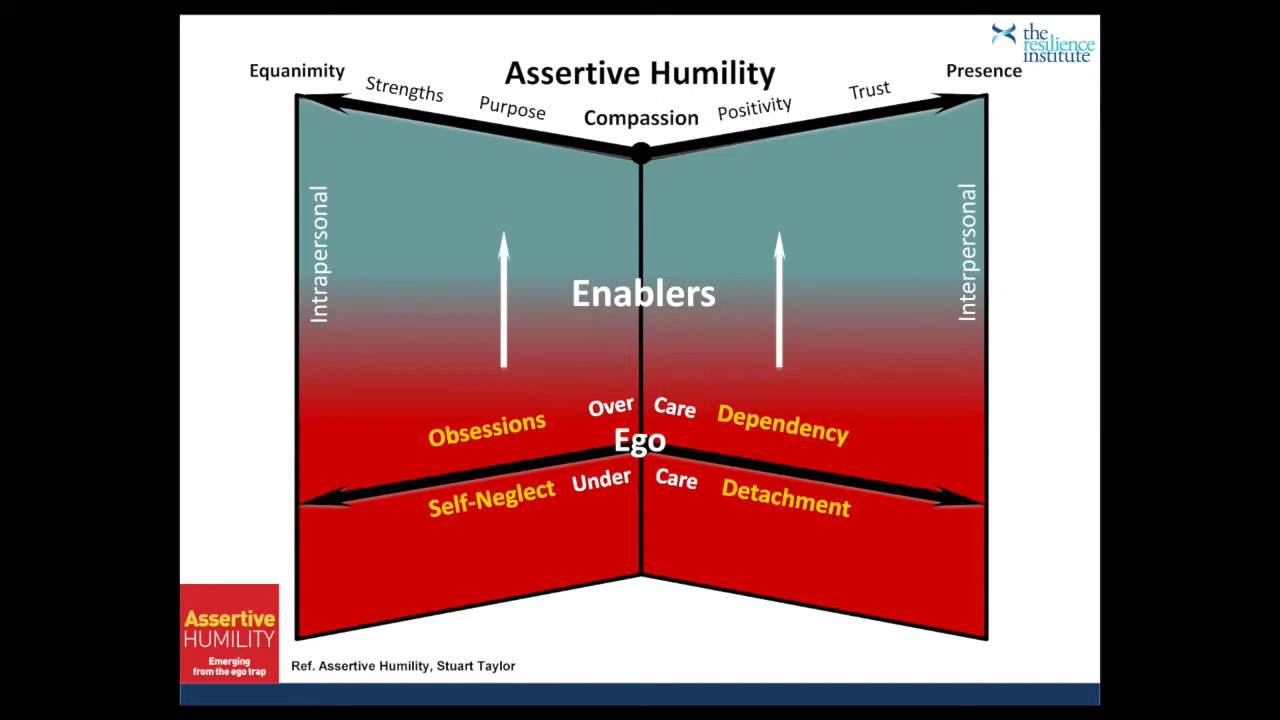 the
resilience
institute
Assertive Humility
Equanimity
Strengths
Purpose
Compassion
Positivity
Trust
Presence
Intrapersonal
Interpersonal
Enablers
Obsessions
Over Care
Dependency
Ego
Self-Neglect
Under Care
Detachment
Assertive
HUMILITY
Emerging
from the ego trap
Ref. Assertive Humility, Stuart Taylor